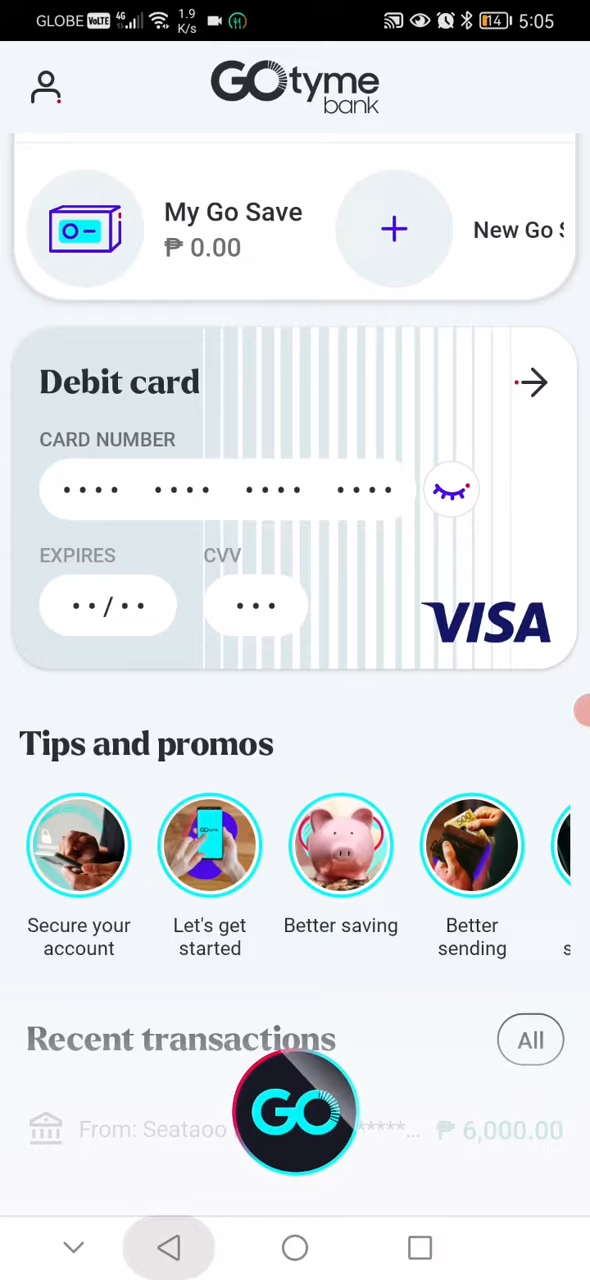 GLOBE VoLTE 4G 1.9 K/s 14 5:05
GOtyme
bank
My Go Save
₱ 0.00
New Go
Debit card
CARD NUMBER
•••• •••• •••• ••••
EXPIRES CVV
••/•• •••
VISA
Tips and promos
Secure your
account
Let's get
started
Better saving
Better
sending
Recent transactions
All
GO
From: Seataoo ****... ₱ 6,000.00